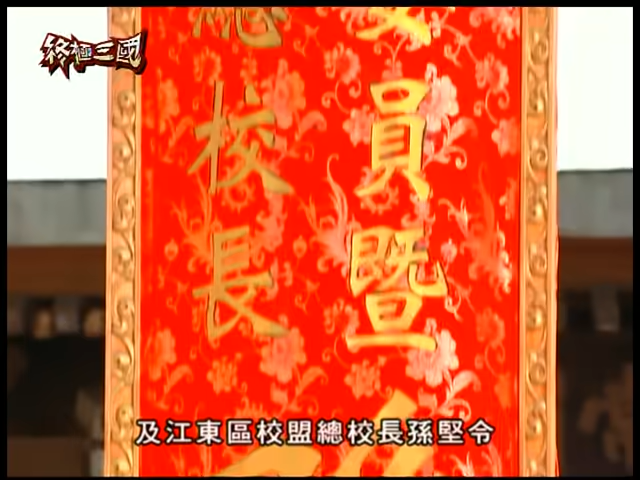 終極三國
員暨
總校長
及江東區校盟總校長孫堅令